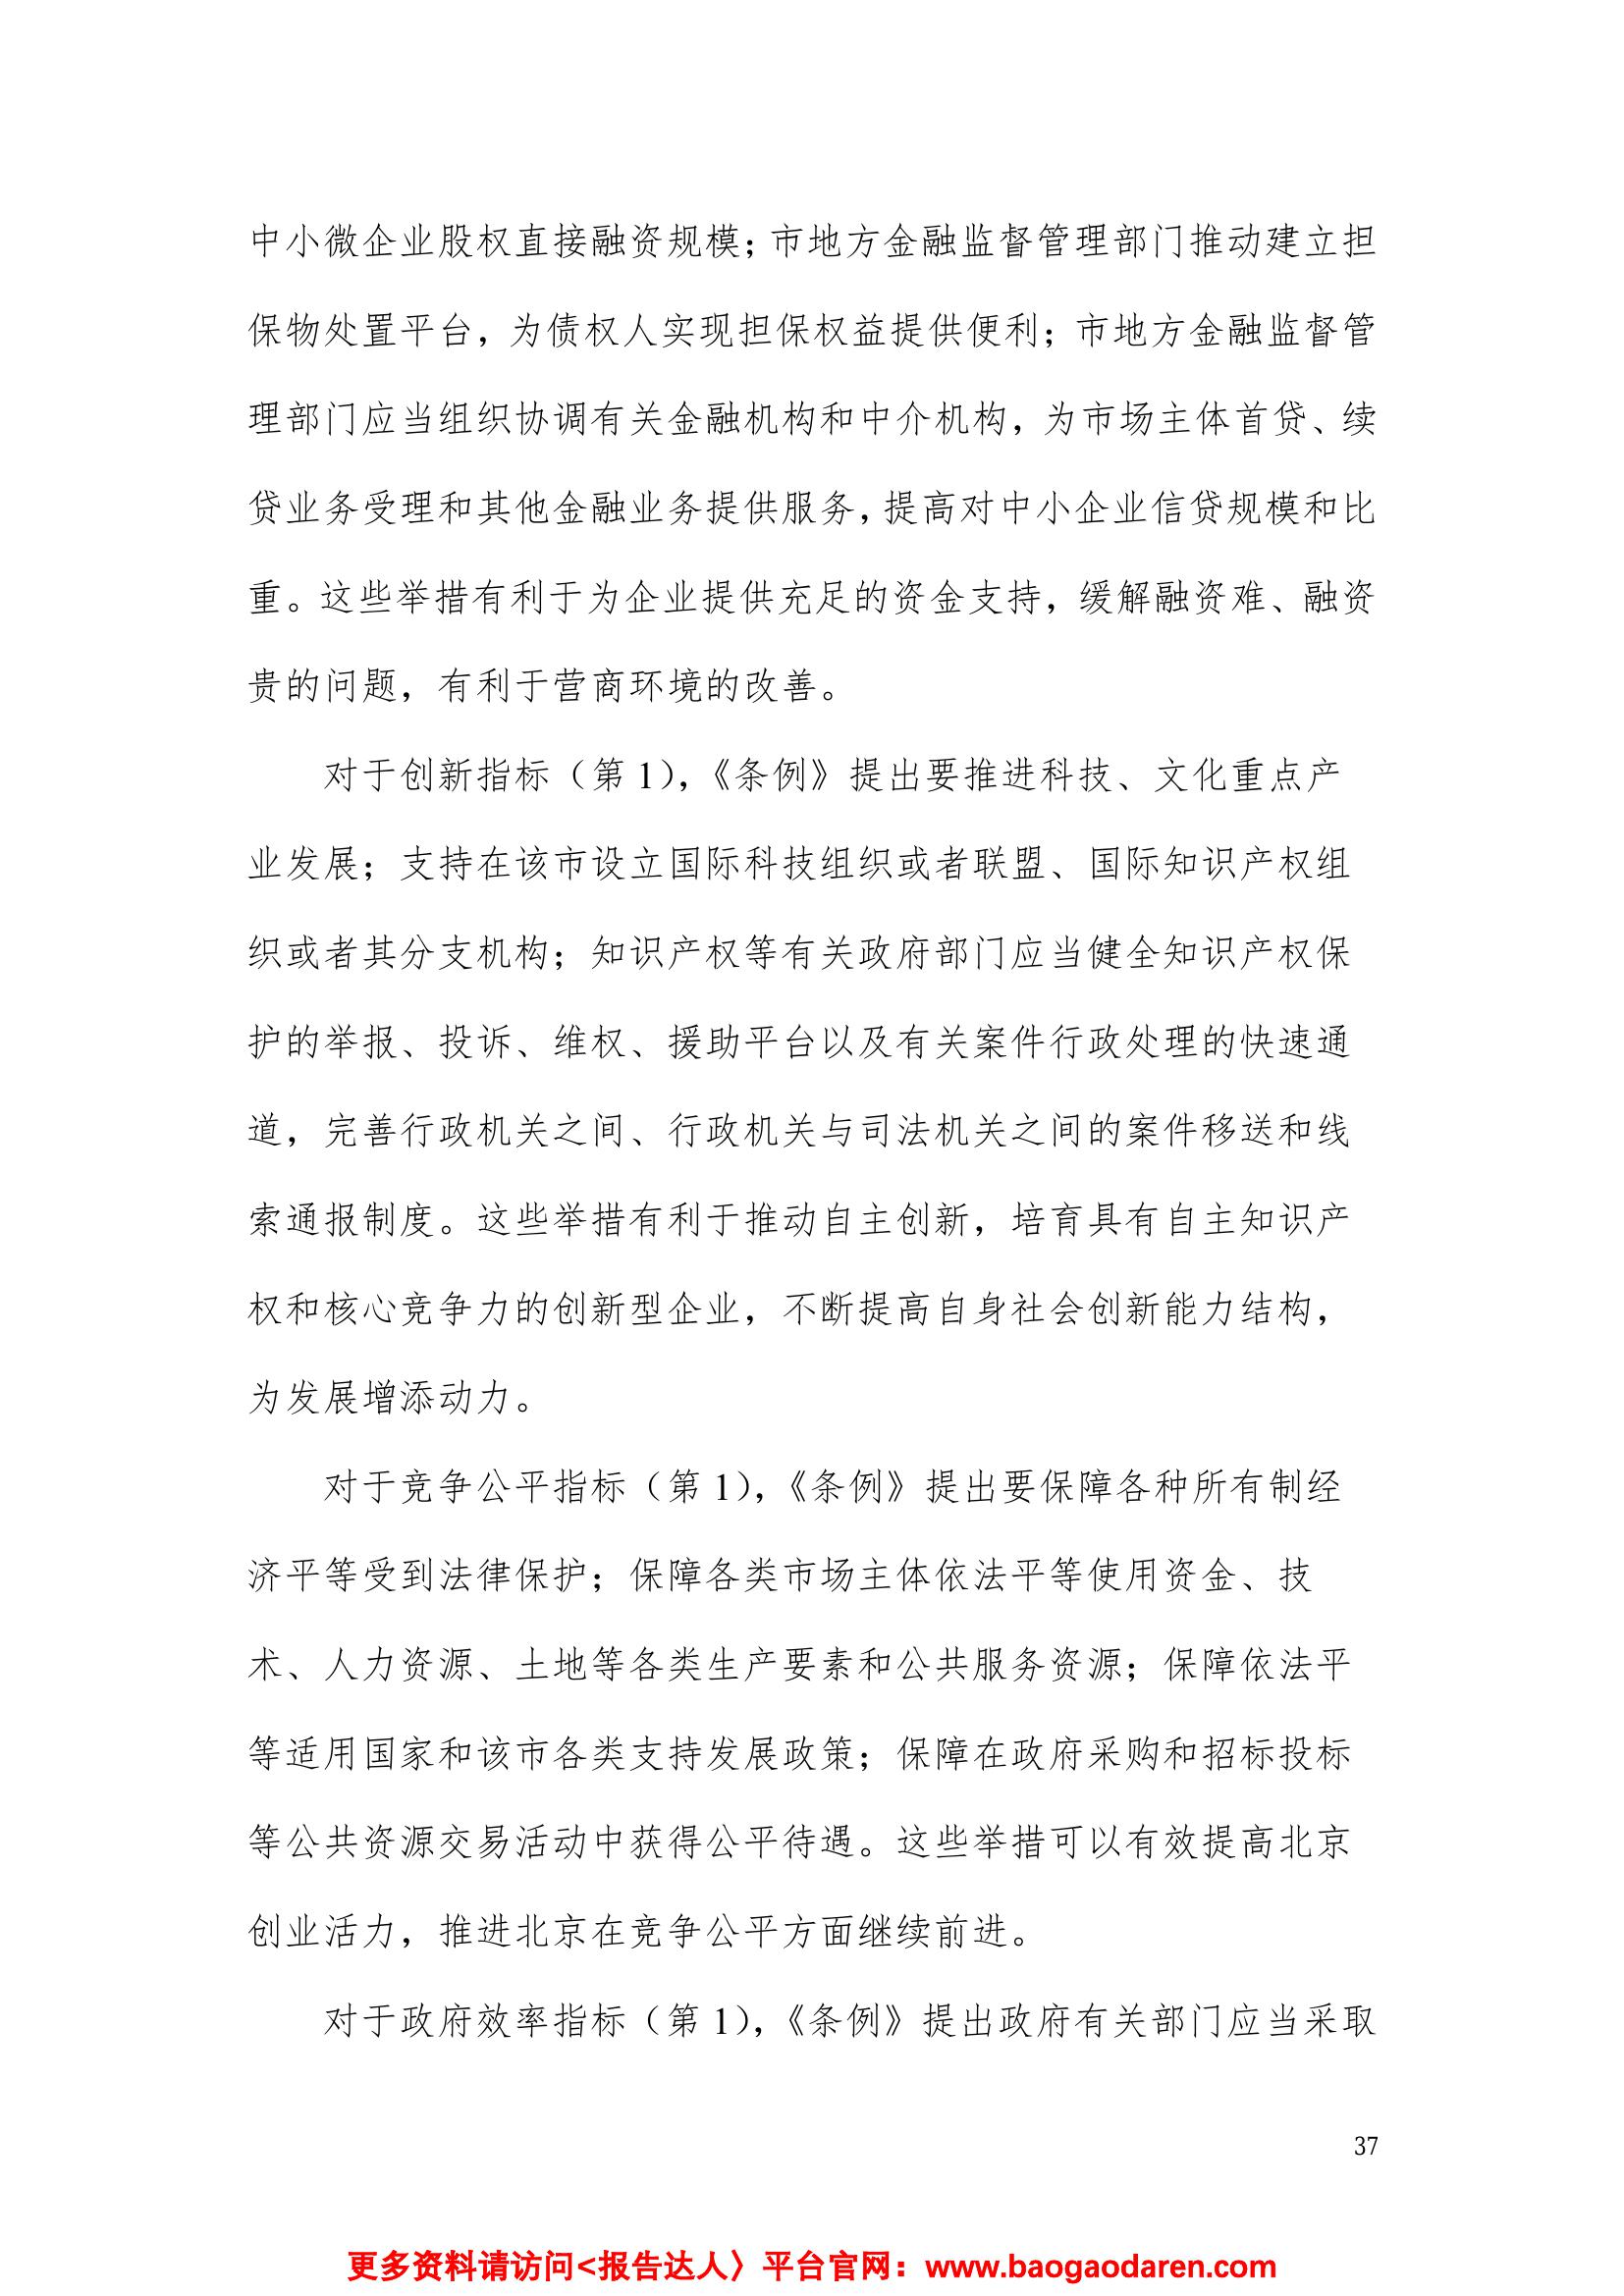 中小微企业股权直接融资规模；市地方金融监督管理部门推动建立担
保物处置平台，为债权人实现担保权益提供便利；市地方金融监督管
理部门应当组织协调有关金融机构和中介机构，为市场主体首贷、续
贷业务受理和其他金融业务提供服务，提高对中小企业信贷规模和比
重。这些举措有利于为企业提供充足的资金支持，缓解融资难、融资
贵的问题，有利于营商环境的改善。
对于创新指标（第 1），《条例》提出要推进科技、文化重点产
业发展；支持在该市设立国际科技组织或者联盟、国际知识产权组
织或者其分支机构；知识产权等有关政府部门应当健全知识产权保
护的举报、投诉、维权、援助平台以及有关案件行政处理的快速通
道，完善行政机关之间、行政机关与司法机关之间的案件移送和线
索通报制度。这些举措有利于推动自主创新，培育具有自主知识产
权和核心竞争力的创新型企业，不断提高自身社会创新能力结构，
为发展增添动力。
对于竞争公平指标（第 1），《条例》提出要保障各种所有制经
济平等受到法律保护；保障各类市场主体依法平等使用资金、技
术、人力资源、土地等各类生产要素和公共服务资源；保障依法平
等适用国家和该市各类支持发展政策；保障在政府采购和招标投标
等公共资源交易活动中获得公平待遇。这些举措可以有效提高北京
创业活力，推进北京在竞争公平方面继续前进。
对于政府效率指标（第 1），《条例》提出政府有关部门应当采取
37
更多资料请访问<报告达人〉平台官网：www.baogaodaren.com